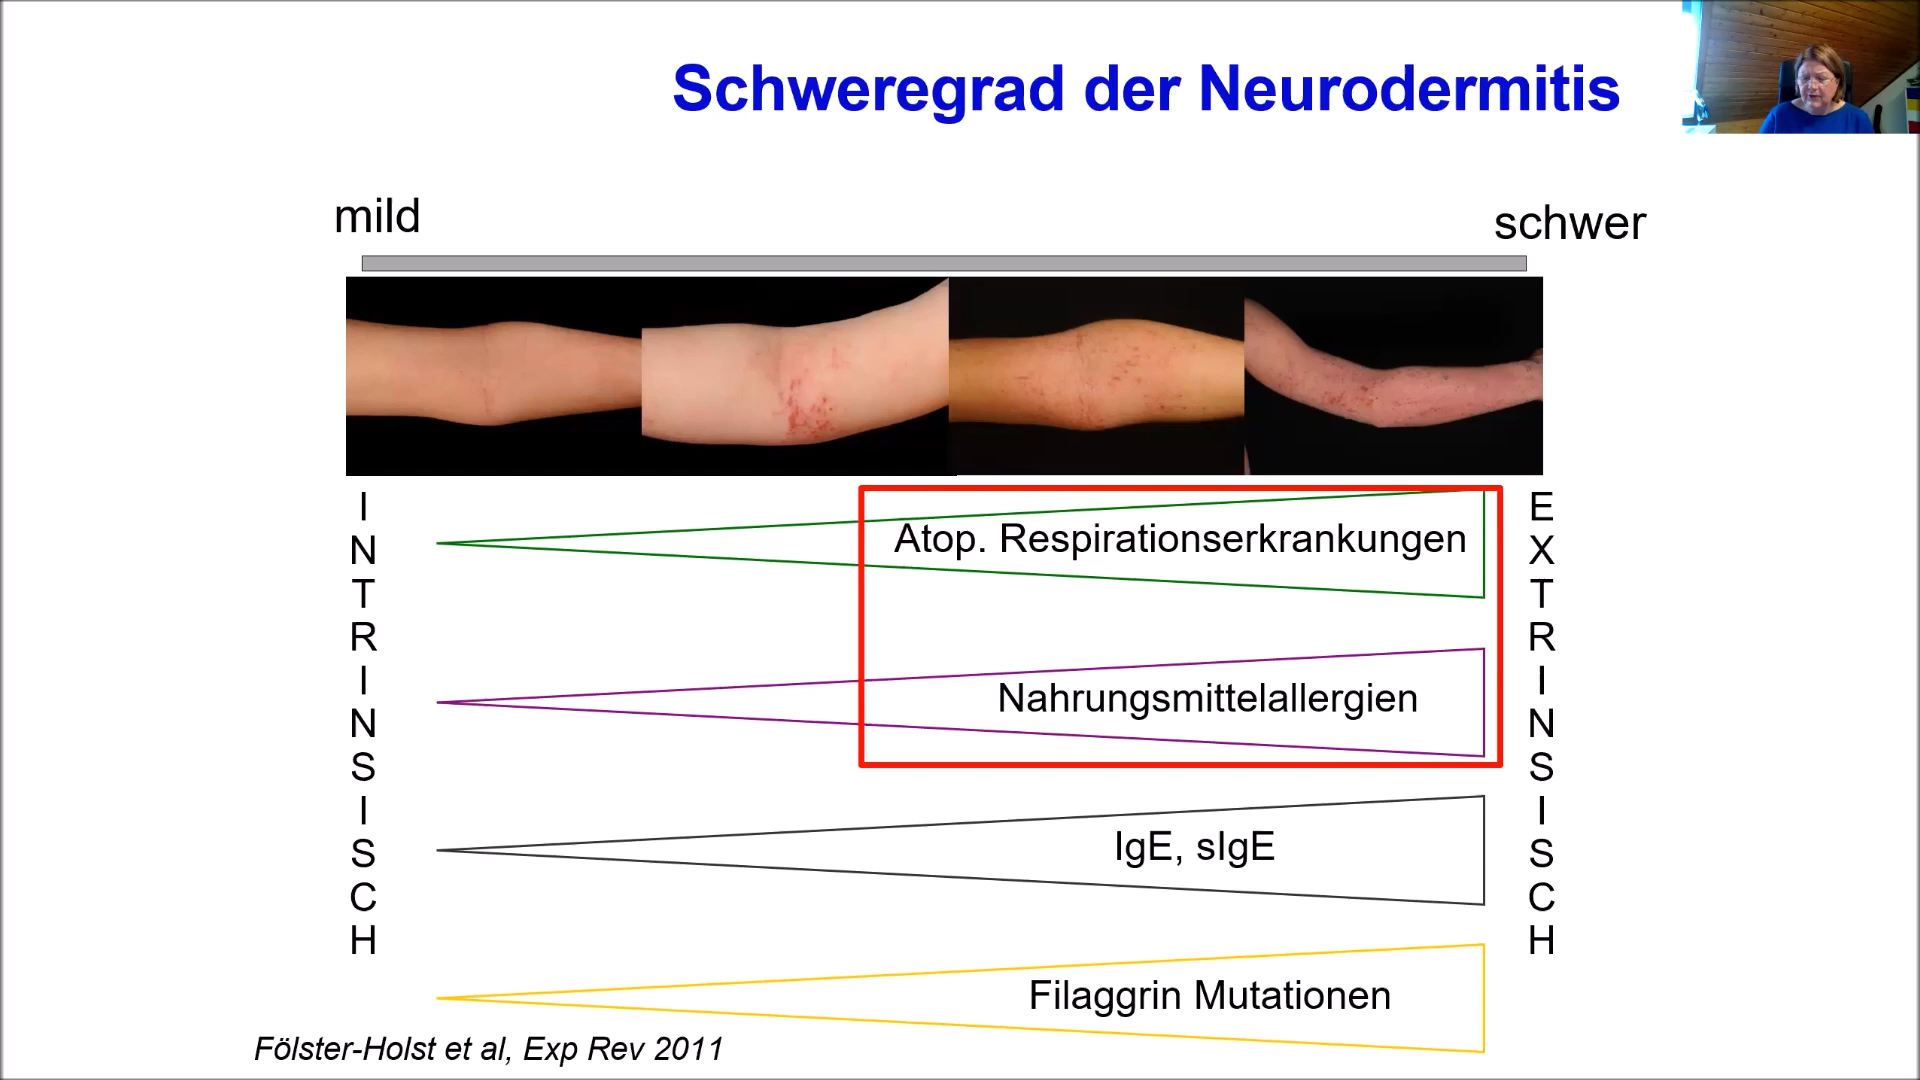 Schweregrad der Neurodermitis
mild
schwer
INTRINSISCH
EXTRINSISCH
Atop. Respirationserkrankungen
Nahrungsmittelallergien
IgE, sIgE
Filaggrin Mutationen
Fölster-Holst et al, Exp Rev 2011